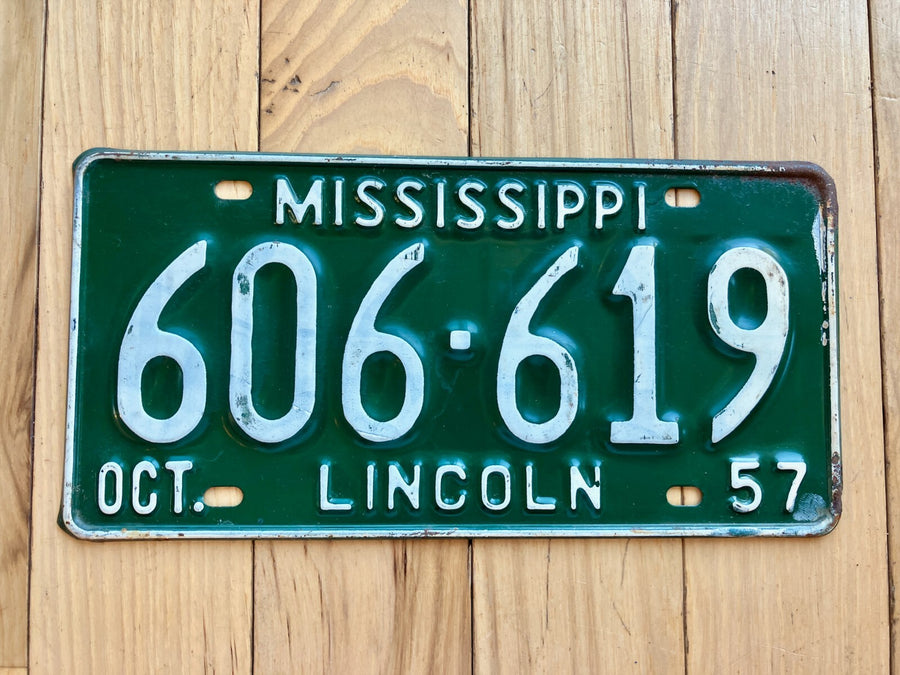 MISSISSIPPI
606·619
OCT. LINCOLN 57